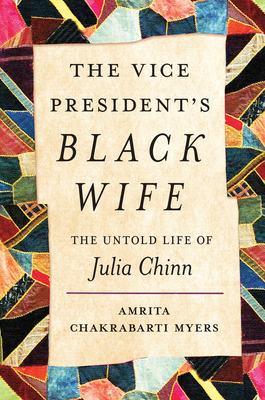 THE VICE
PRESIDENT'S
BLACK
WIFE
THE UNTOLD LIFE OF
Julia Chinn
AMRITA
CHAKRABARTI MYERS